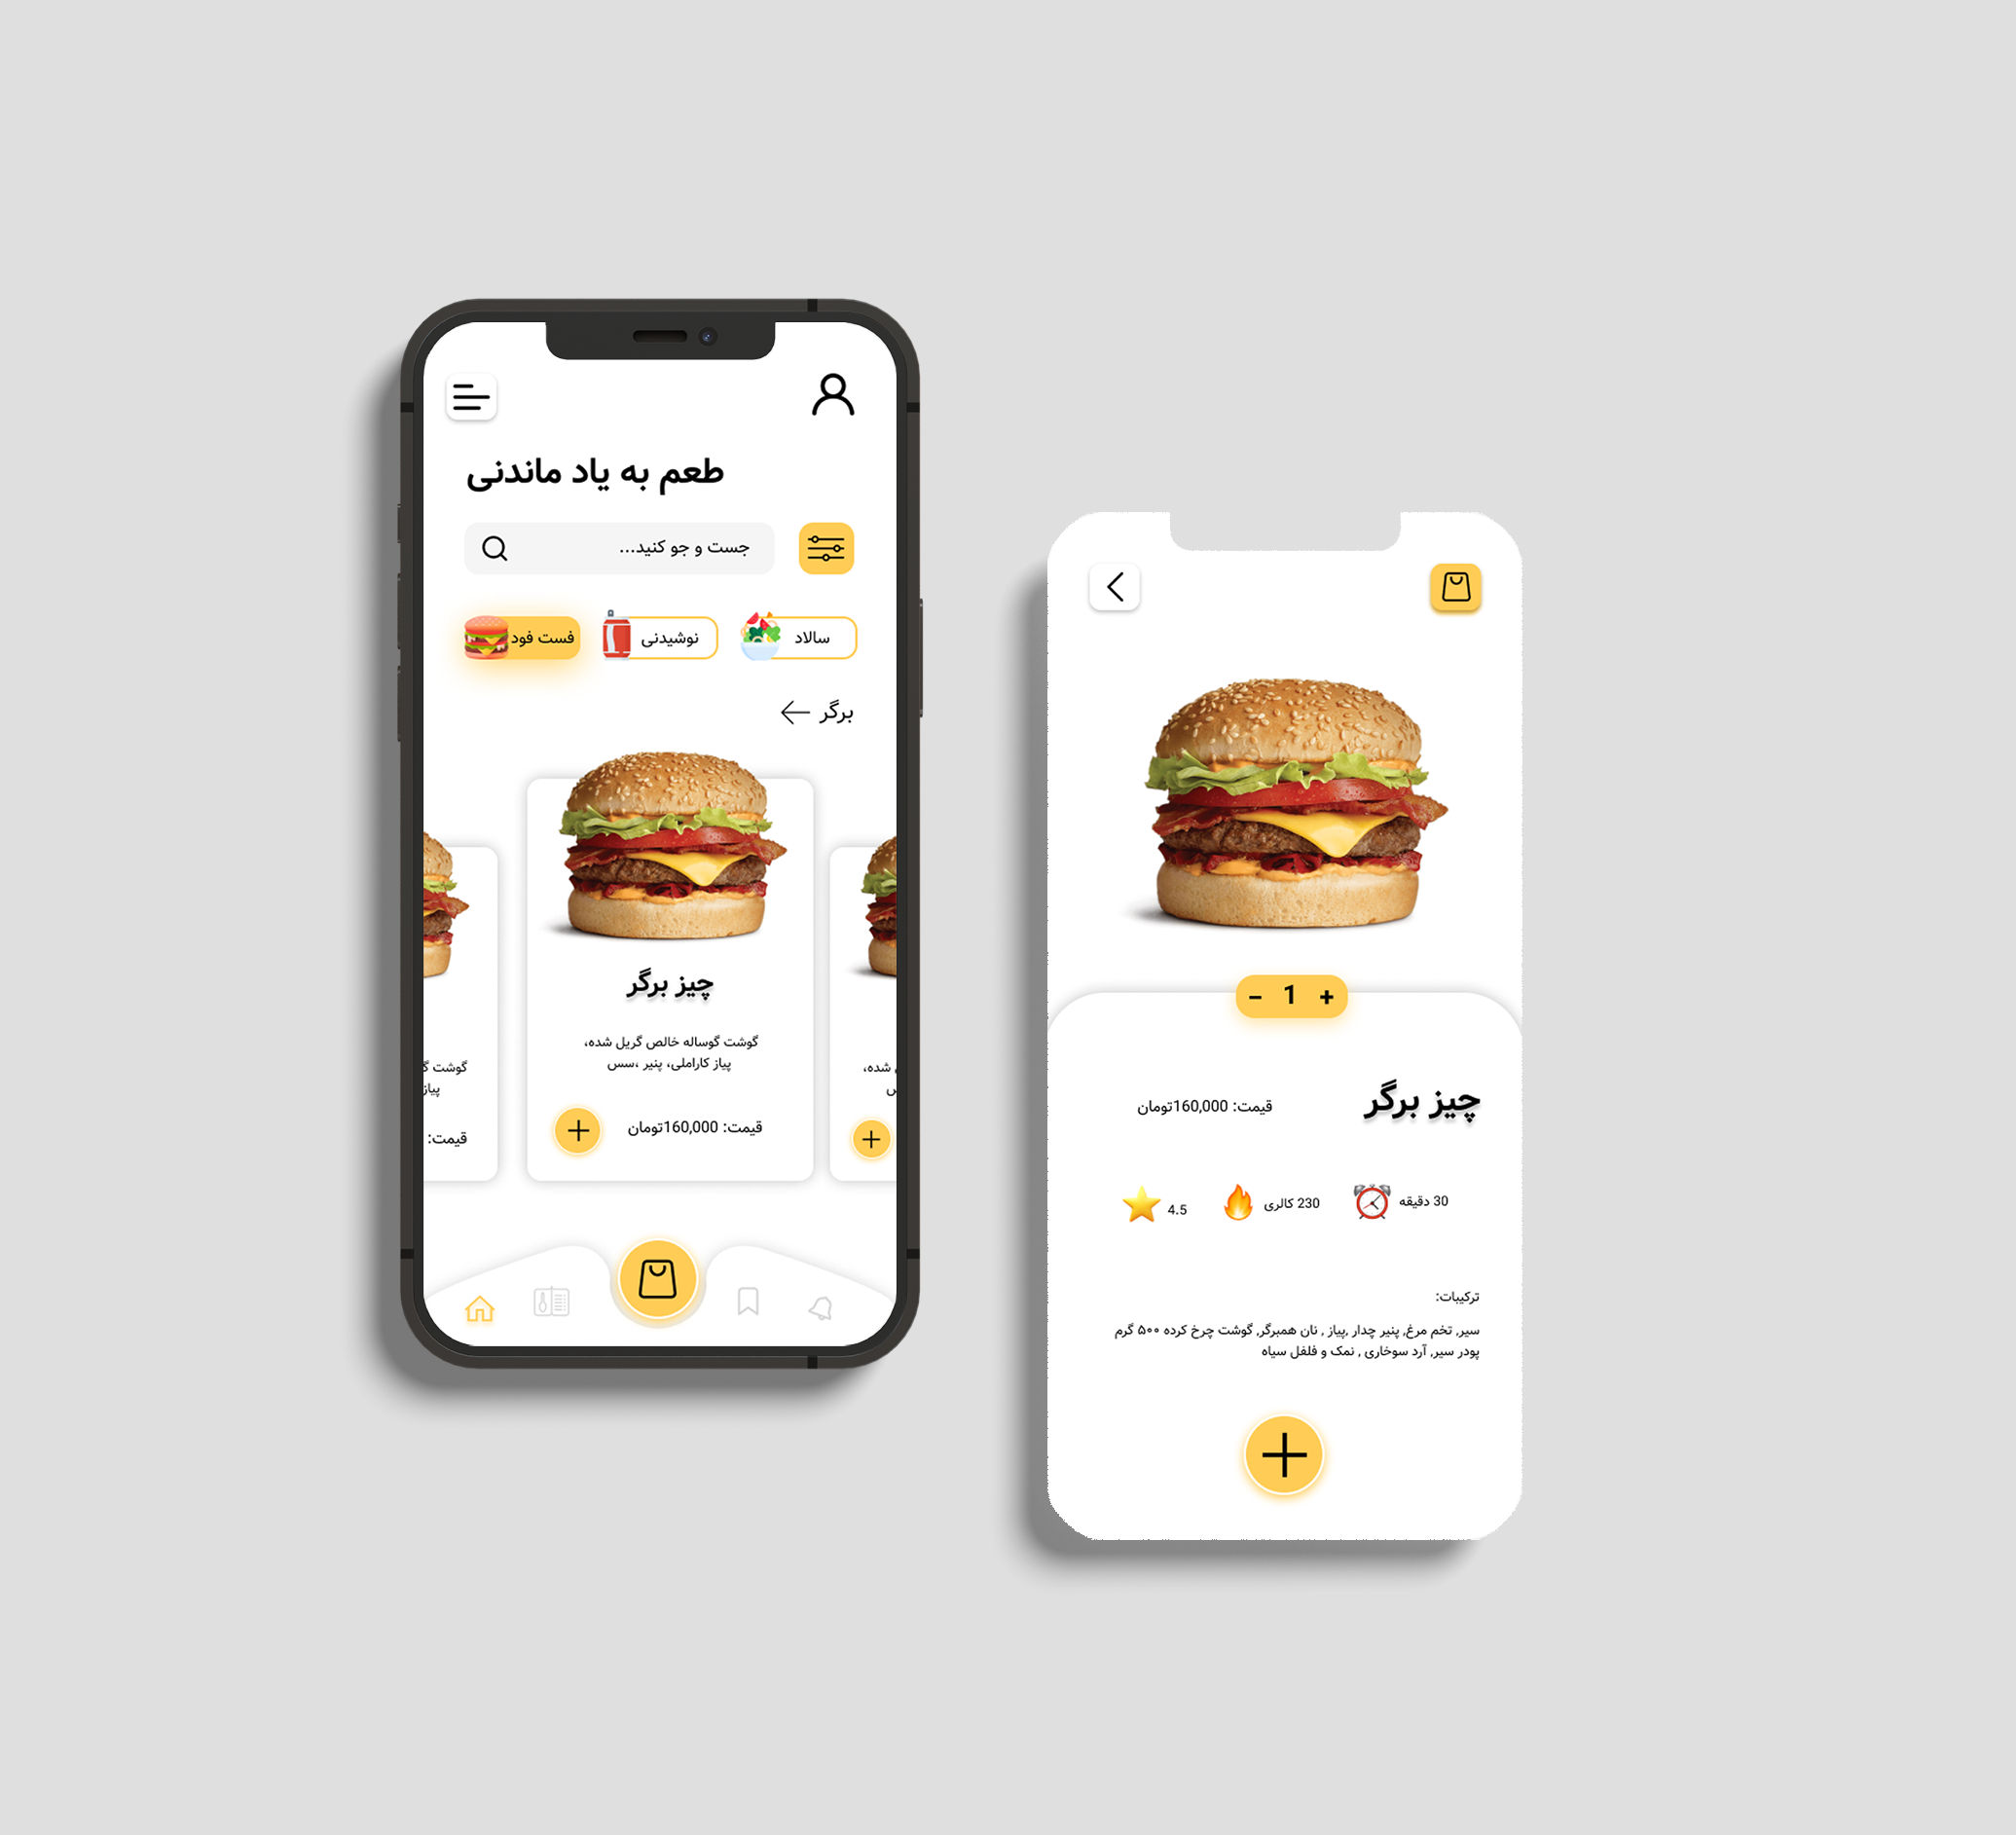 طعم به یاد ماندنی
جست و جو کنید...
سالاد
نوشیدنی
فست فود
برگر
چیز برگر
گوشت گوساله خالص گریل شده،
پیاز کاراملی، پنیر ،سس
قیمت: 160,000تومان
شده،
گوشت
پیاز
قیمت:
+ 1 -
چیز برگر
قیمت: 160,000تومان
30 دقیقه
230 کالری
4.5
ترکیبات:
سیر, تخم مرغ, پنیر چدار ,پیاز , نان همبرگر, گوشت چرخ کرده ۵۰۰ گرم
پودر سیر, آرد سوخاری , نمک و فلفل سیاه